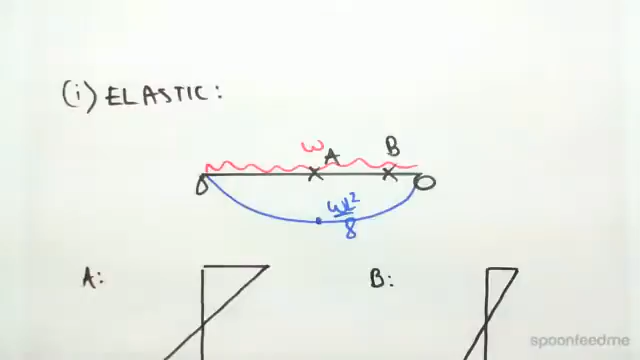 (i) ELASTIC:
ω
A
B
ωl²
8
A:
B:
spoonfeedme